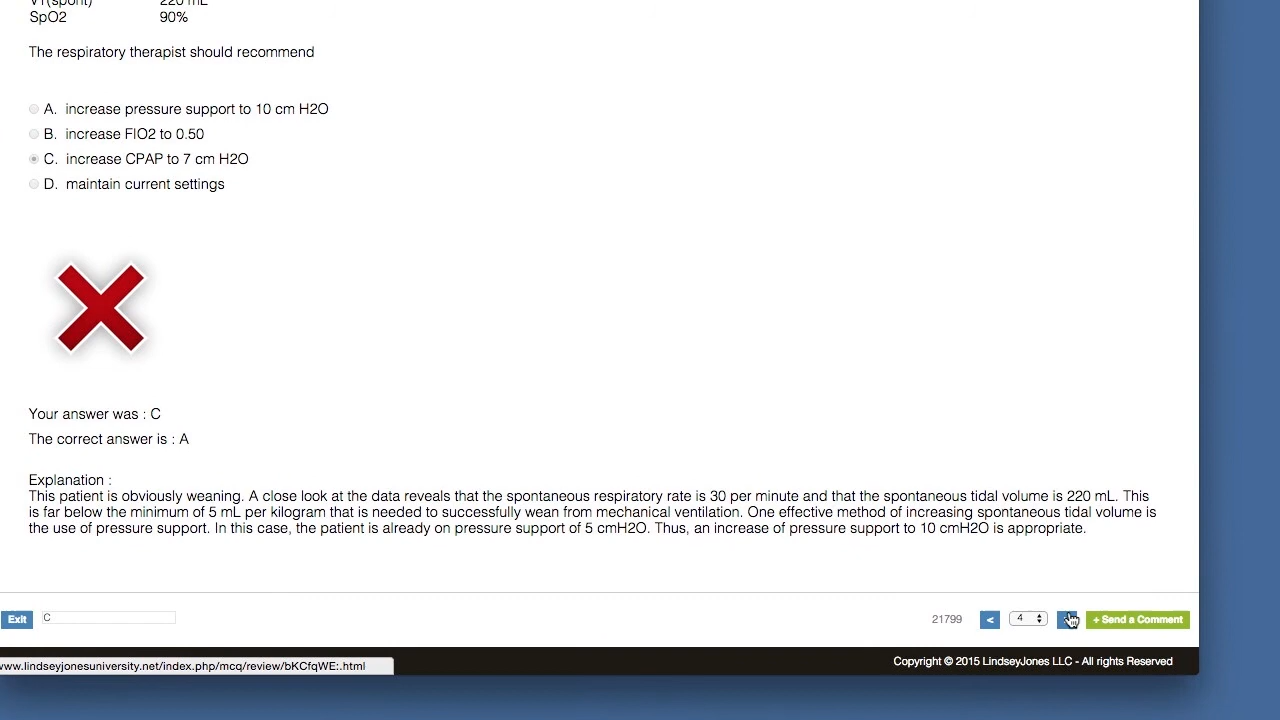 VT(spont) 220 mL
SpO2 90%
The respiratory therapist should recommend
A. increase pressure support to 10 cm H2O
B. increase FIO2 to 0.50
C. increase CPAP to 7 cm H2O
D. maintain current settings
Your answer was : C
The correct answer is : A
Explanation :
This patient is obviously weaning. A close look at the data reveals that the spontaneous respiratory rate is 30 per minute and that the spontaneous tidal volume is 220 mL. This
is far below the minimum of 5 mL per kilogram that is needed to successfully wean from mechanical ventilation. One effective method of increasing spontaneous tidal volume is
the use of pressure support. In this case, the patient is already on pressure support of 5 cmH2O. Thus, an increase of pressure support to 10 cmH2O is appropriate.
Exit C 21799 < 4 + Send a Comment
www.lindseyjonesuniversity.net/index.php/mcq/review/bKCfqWE:.html
Copyright © 2015 LindseyJones LLC - All rights Reserved